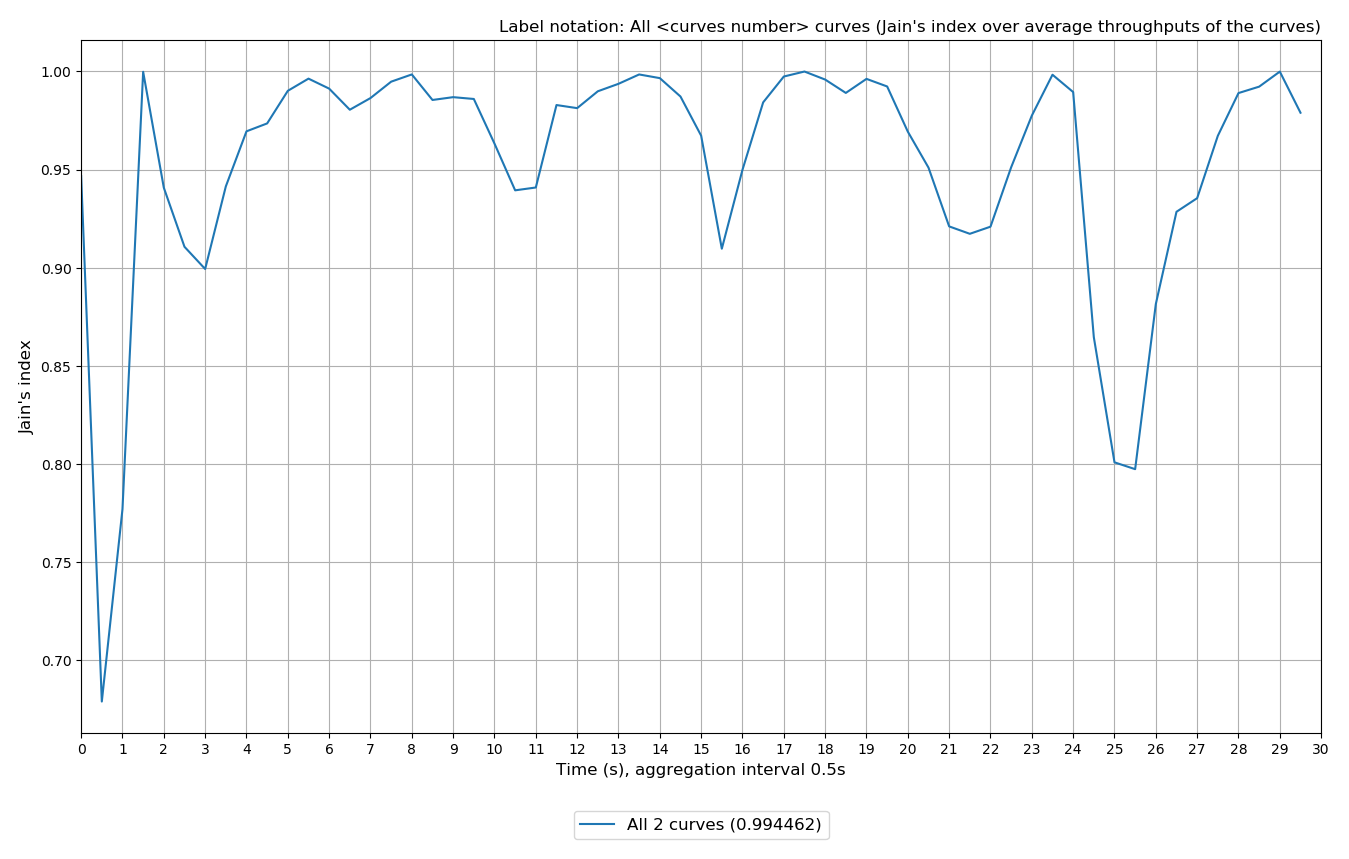 Label notation: All <curves number> curves (Jain's index over average throughputs of the curves)
1.00
0.95
0.90
0.85
0.80
0.75
0.70
Jain's index
0 1 2 3 4 5 6 7 8 9 10 11 12 13 14 15 16 17 18 19 20 21 22 23 24 25 26 27 28 29 30
Time (s), aggregation interval 0.5s
All 2 curves (0.994462)